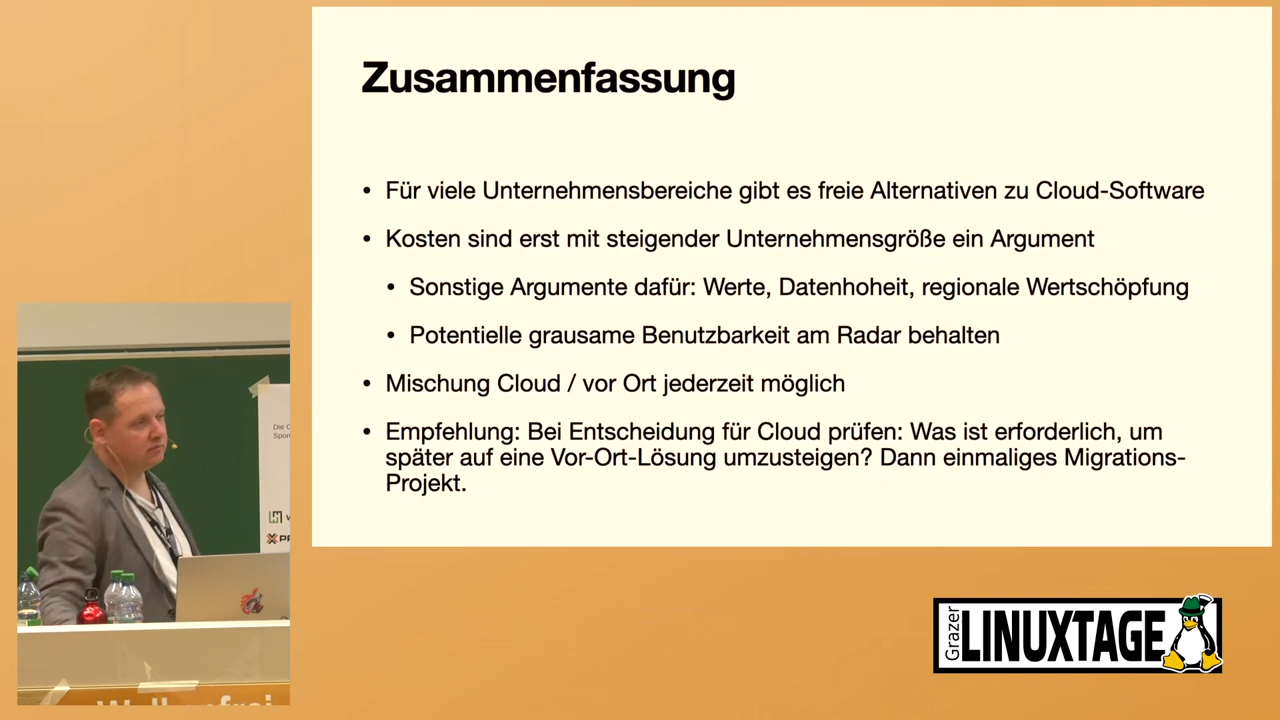 Zusammenfassung
• Für viele Unternehmensbereiche gibt es freie Alternativen zu Cloud-Software
• Kosten sind erst mit steigender Unternehmensgröße ein Argument
• Sonstige Argumente dafür: Werte, Datenhoheit, regionale Wertschöpfung
• Potentielle grausame Benutzbarkeit am Radar behalten
• Mischung Cloud / vor Ort jederzeit möglich
• Empfehlung: Bei Entscheidung für Cloud prüfen: Was ist erforderlich, um
später auf eine Vor-Ort-Lösung umzusteigen? Dann einmaliges Migrations-
Projekt.
Die
Grazer
LINUXTAGE